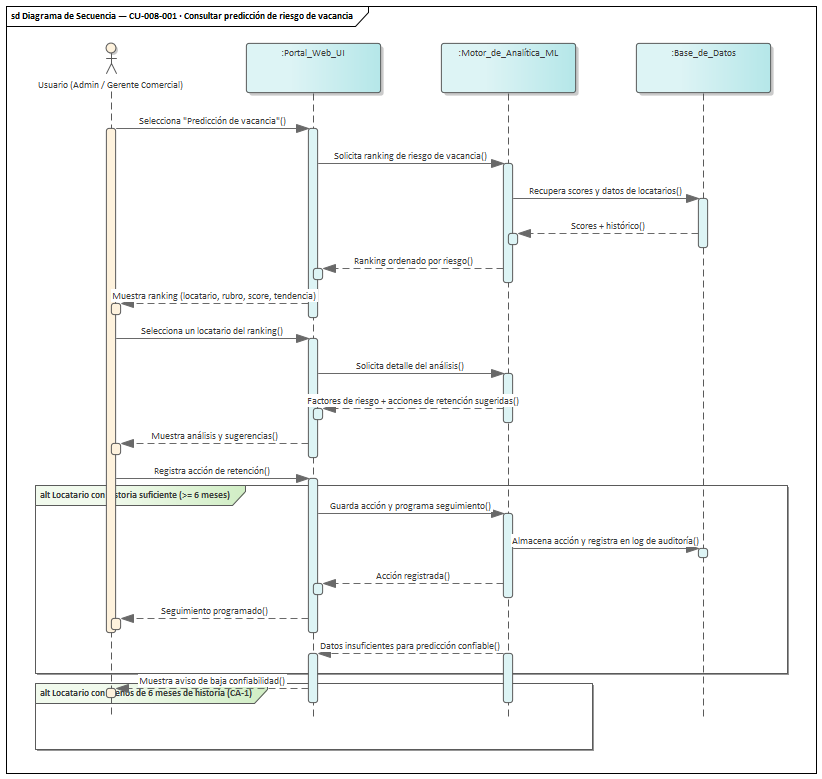 sd Diagrama de Secuencia — CU-008-001 · Consultar predicción de riesgo de vacancia
:Portal_Web_UI
:Motor_de_Analítica_ML
:Base_de_Datos
Usuario (Admin / Gerente Comercial)
Selecciona "Predicción de vacancia"()
Solicita ranking de riesgo de vacancia()
Recupera scores y datos de locatarios()
Scores + histórico()
Ranking ordenado por riesgo()
Muestra ranking (locatario, rubro, score, tendencia)
Selecciona un locatario del ranking()
Solicita detalle del análisis()
Factores de riesgo + acciones de retención sugeridas()
Muestra análisis y sugerencias()
Registra acción de retención()
alt Locatario con historia suficiente (>= 6 meses)
Guarda acción y programa seguimiento()
Almacena acción y registra en log de auditoría()
Acción registrada()
Seguimiento programado()
Datos insuficientes para predicción confiable()
Muestra aviso de baja confiabilidad()
alt Locatario con menos de 6 meses de historia (CA-1)